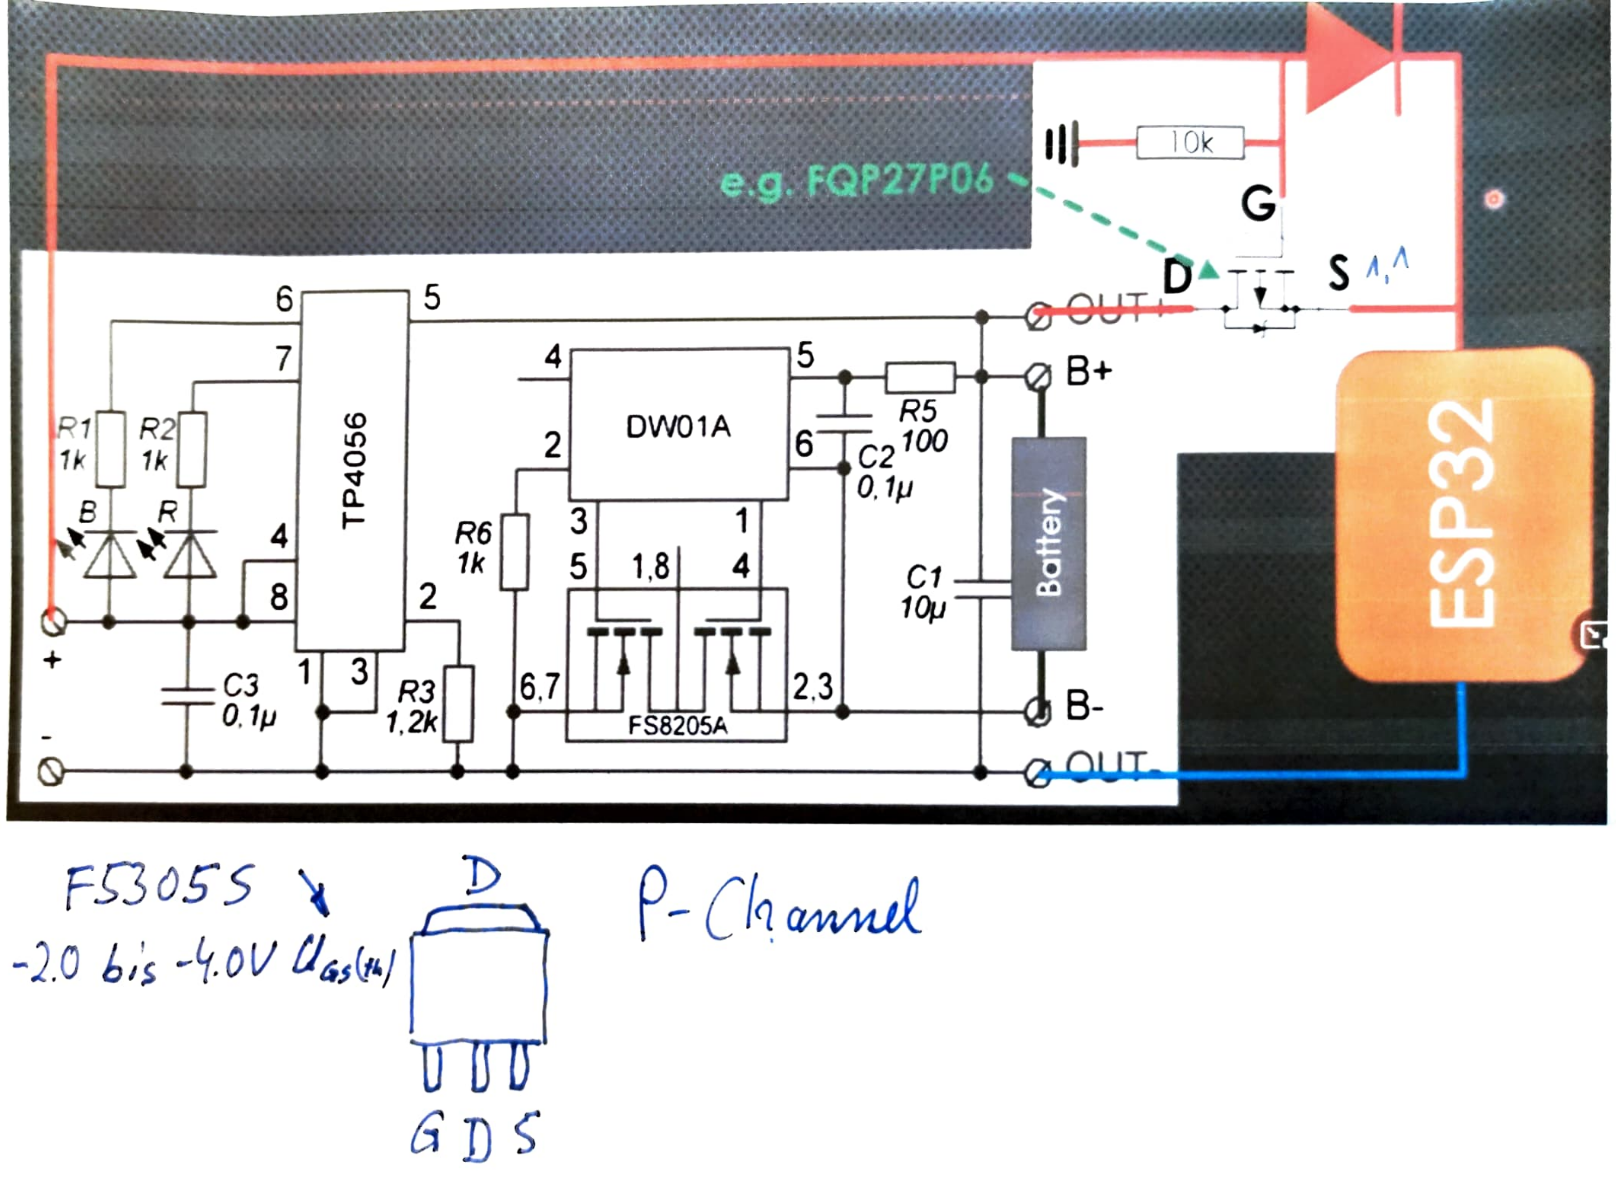 10k
e.g. FQP27P06
G
D
S 1,1
OUT+
6
5
7
4
5
B+
DW01A
R1
1k
R2
1k
TP4056
2
6
R5
100
C2
0,1µ
B
R
R6
1k
3
1
4
5
1,8
4
Battery
ESP32
8
2
C1
10µ
+
1
3
C3
0,1µ
R3
1,2k
6,7
FS8205A
2,3
B-
-
OUT-
F5305S
-2.0 bis -4.0V UGS(th)
D
P-Channel
G D S